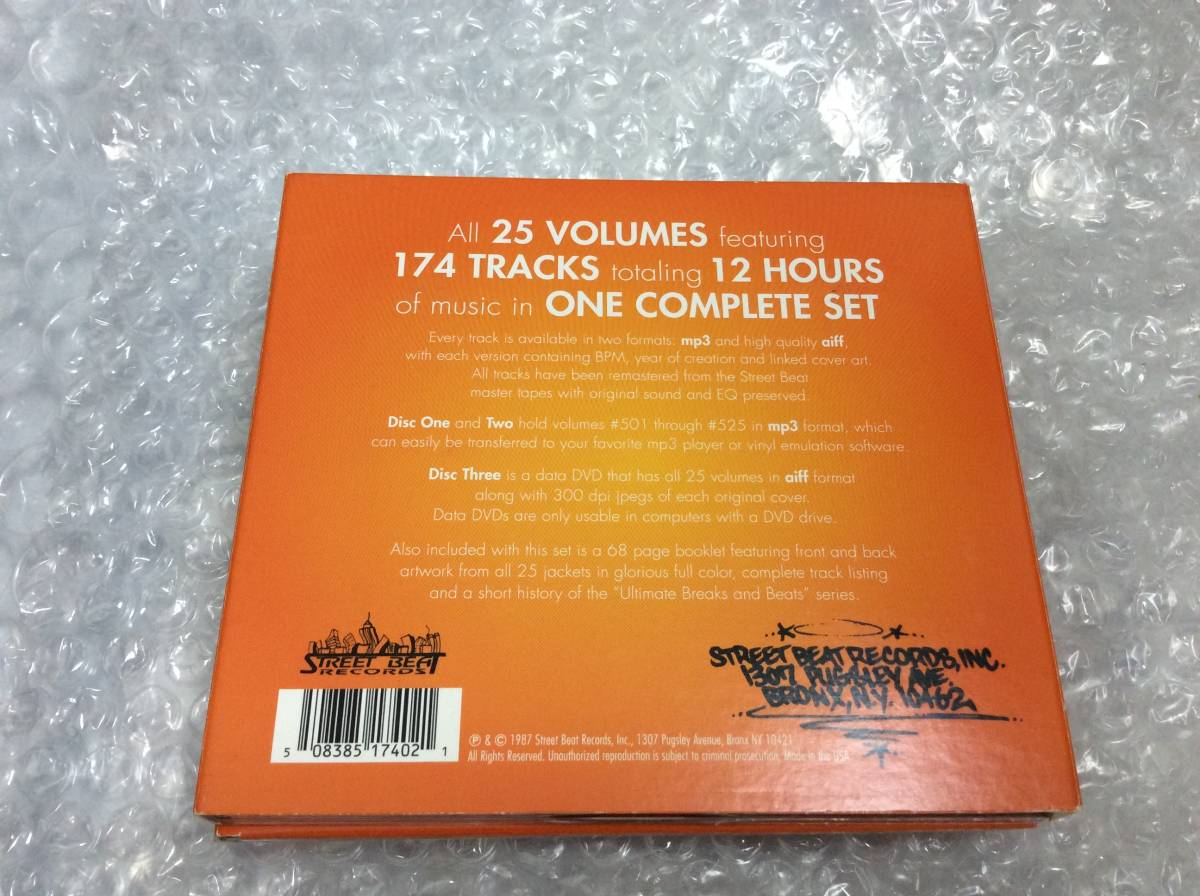 All 25 VOLUMES featuring
174 TRACKS totaling 12 HOURS
of music in ONE COMPLETE SET
Every track is available in two formats: mp3 and high quality aiff,
with each version containing BPM, year of creation and linked cover art.
All tracks have been remastered from the Street Beat
master tapes with original sound and EQ preserved.
Disc One and Two hold volumes #501 through #525 in mp3 format, which
can easily be transferred to your favorite mp3 player or vinyl emulation software.
Disc Three is a data DVD that has all 25 volumes in aiff format
along with 300 dpi jpegs of each original cover.
Data DVDs are only usable in computers with a DVD drive.
Also included with this set is a 68 page booklet featuring front and back
artwork from all 25 jackets in glorious full color, complete track listing
and a short history of the "Ultimate Breaks and Beats" series.
STREET BEAT
RECORDS
STREET BEAT RECORDS, INC.
1307 PUGSLEY AVE.
BRONX, N.Y. 10462
5 08385 17402 1
℗ & © 1987 Street Beat Records, Inc., 1307 Pugsley Avenue, Bronx NY 10421
All Rights Reserved. Unauthorized reproduction is subject to criminal prosecution. Made in the USA